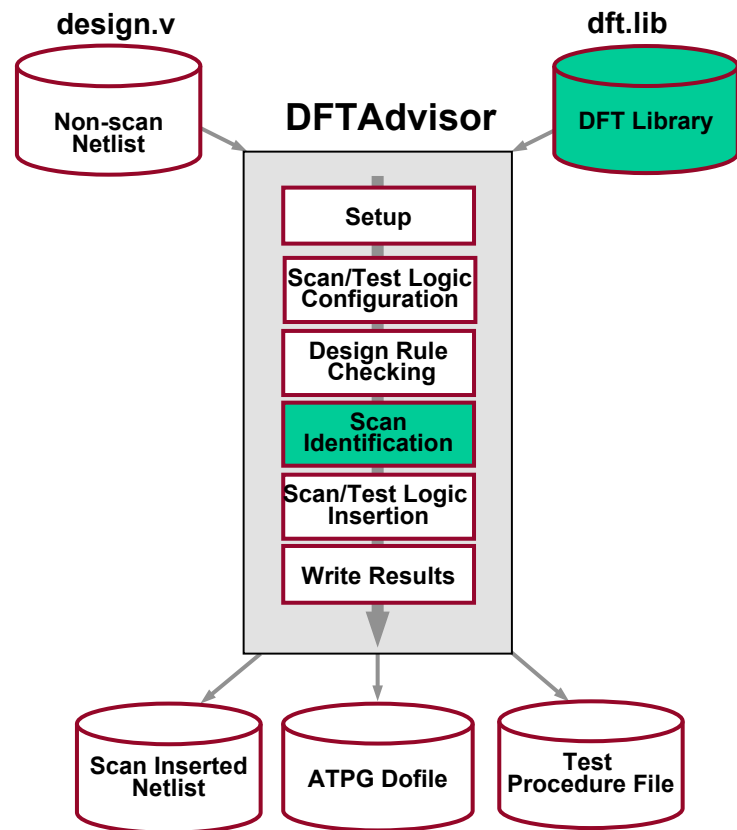 design.v
dft.lib
Non-scan
Netlist
DFTAdvisor
DFT Library
Setup
Scan/Test Logic
Configuration
Design Rule
Checking
Scan
Identification
Scan/Test Logic
Insertion
Write Results
Scan Inserted
Netlist
ATPG Dofile
Test
Procedure File